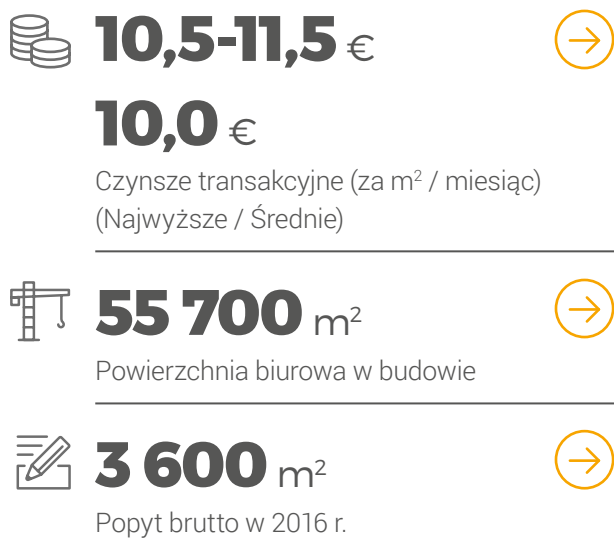 10,5-11,5 €
10,0 €
Czynsze transakcyjne (za m² / miesiąc)
(Najwyższe / Średnie)
55 700 m²
Powierzchnia biurowa w budowie
3 600 m²
Popyt brutto w 2016 r.